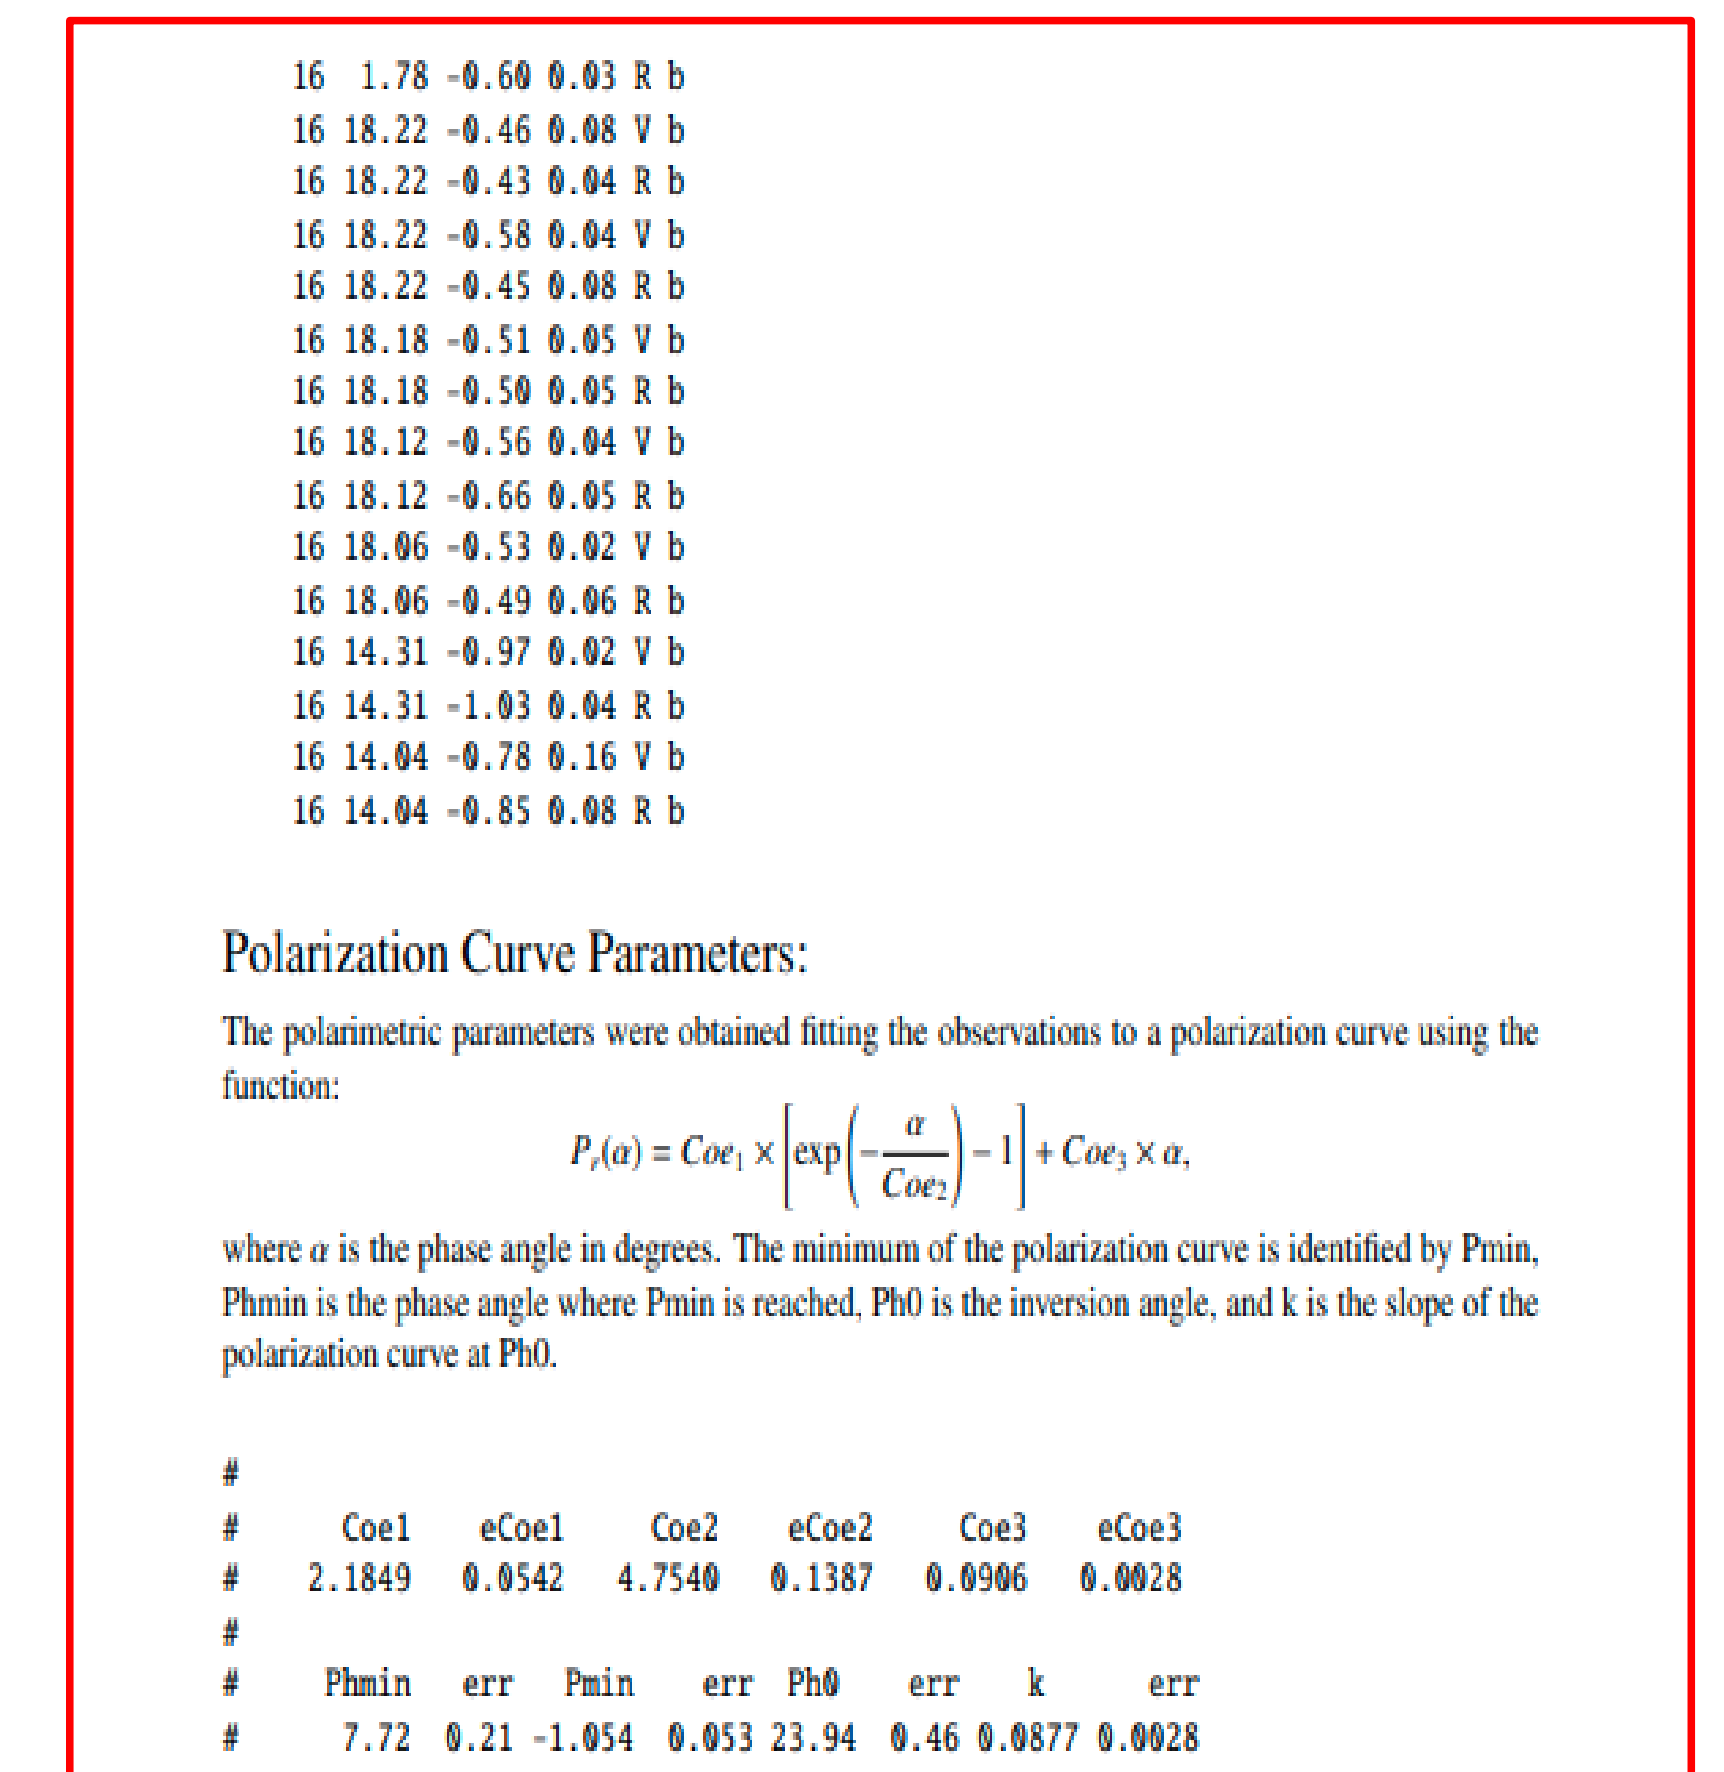 16  1.78 -0.60 0.03 R b
16 18.22 -0.46 0.08 V b
16 18.22 -0.43 0.04 R b
16 18.22 -0.58 0.04 V b
16 18.22 -0.45 0.08 R b
16 18.18 -0.51 0.05 V b
16 18.18 -0.50 0.05 R b
16 18.12 -0.56 0.04 V b
16 18.12 -0.66 0.05 R b
16 18.06 -0.53 0.02 V b
16 18.06 -0.49 0.06 R b
16 14.31 -0.97 0.02 V b
16 14.31 -1.03 0.04 R b
16 14.04 -0.78 0.16 V b
16 14.04 -0.85 0.08 R b
Polarization Curve Parameters:
The polarimetric parameters were obtained fitting the observations to a polarization curve using the
function:
P_r(α) = Coe₁ × [exp(−α/Coe₂) − 1] + Coe₃ × α,
where α is the phase angle in degrees. The minimum of the polarization curve is identified by Pmin,
Phmin is the phase angle where Pmin is reached, Ph0 is the inversion angle, and k is the slope of the
polarization curve at Ph0.
#
# Coe1 eCoe1 Coe2 eCoe2 Coe3 eCoe3
# 2.1849 0.0542 4.7540 0.1387 0.0906 0.0028
#
# Phmin err Pmin err Ph0 err k err
# 7.72 0.21 -1.054 0.053 23.94 0.46 0.0877 0.0028